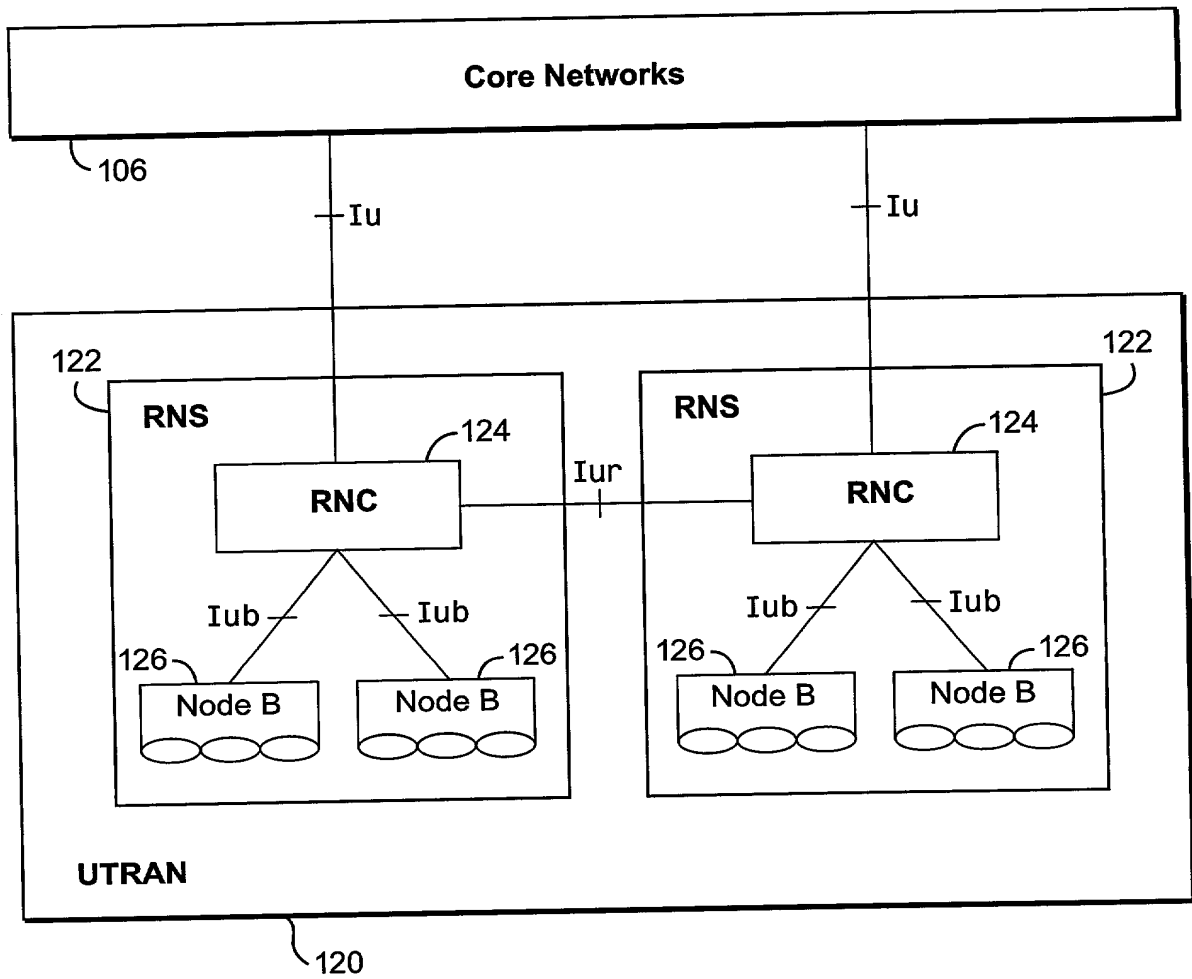 Core Networks
106
Iu
Iu
122
122
RNS
RNS
124
124
RNC
Iur
RNC
Iub
Iub
Iub
Iub
126
126
126
126
Node B
Node B
Node B
Node B
UTRAN
120